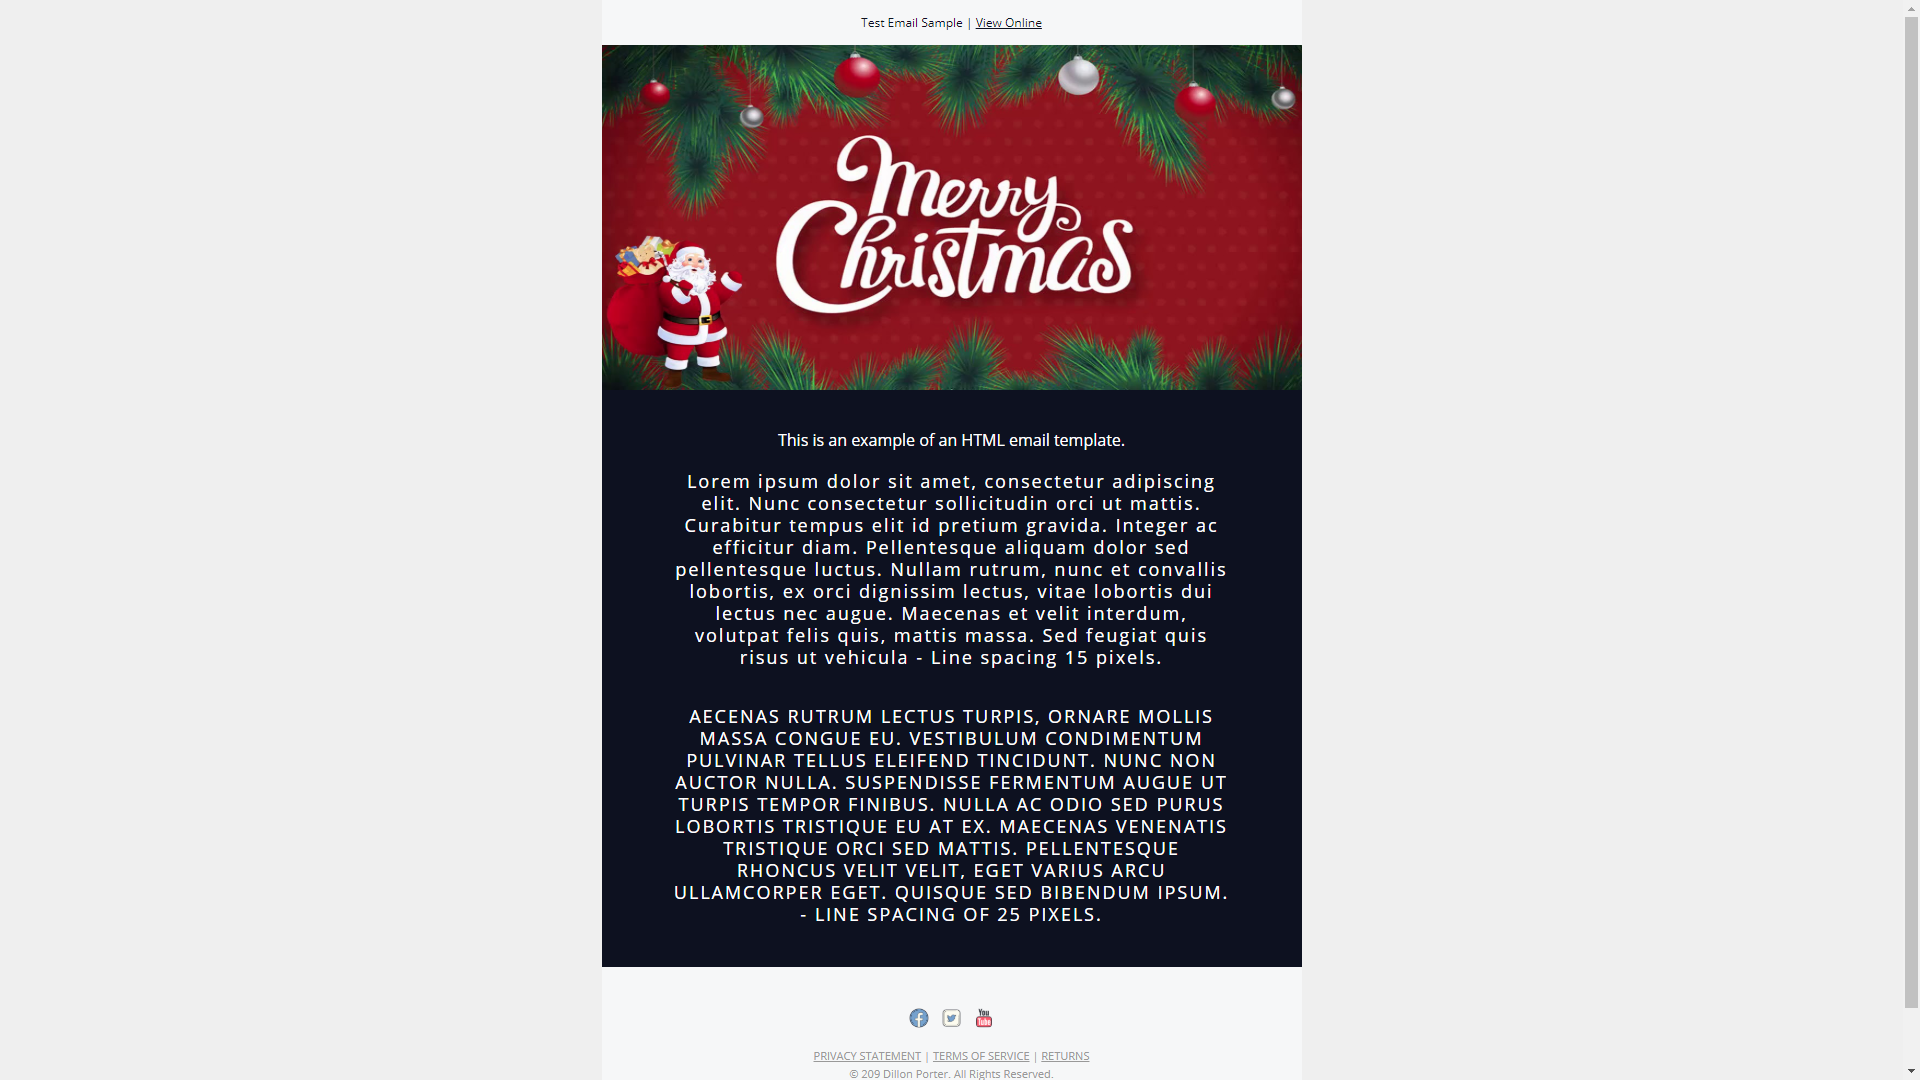 Test Email Sample | View Online
Merry
Christmas
This is an example of an HTML email template.
Lorem ipsum dolor sit amet, consectetur adipiscing
elit. Nunc consectetur sollicitudin orci ut mattis.
Curabitur tempus elit id pretium gravida. Integer ac
efficitur diam. Pellentesque aliquam dolor sed
pellentesque luctus. Nullam rutrum, nunc et convallis
lobortis, ex orci dignissim lectus, vitae lobortis dui
lectus nec augue. Maecenas et velit interdum,
volutpat felis quis, mattis massa. Sed feugiat quis
risus ut vehicula - Line spacing 15 pixels.
AECENAS RUTRUM LECTUS TURPIS, ORNARE MOLLIS
MASSA CONGUE EU. VESTIBULUM CONDIMENTUM
PULVINAR TELLUS ELEIFEND TINCIDUNT. NUNC NON
AUCTOR NULLA. SUSPENDISSE FERMENTUM AUGUE UT
TURPIS TEMPOR FINIBUS. NULLA AC ODIO SED PURUS
LOBORTIS TRISTIQUE EU AT EX. MAECENAS VENENATIS
TRISTIQUE ORCI SED MATTIS. PELLENTESQUE
RHONCUS VELIT VELIT, EGET VARIUS ARCU
ULLAMCORPER EGET. QUISQUE SED BIBENDUM IPSUM.
- LINE SPACING OF 25 PIXELS.
You
Tube
PRIVACY STATEMENT | TERMS OF SERVICE | RETURNS
© 209 Dillon Porter. All Rights Reserved.